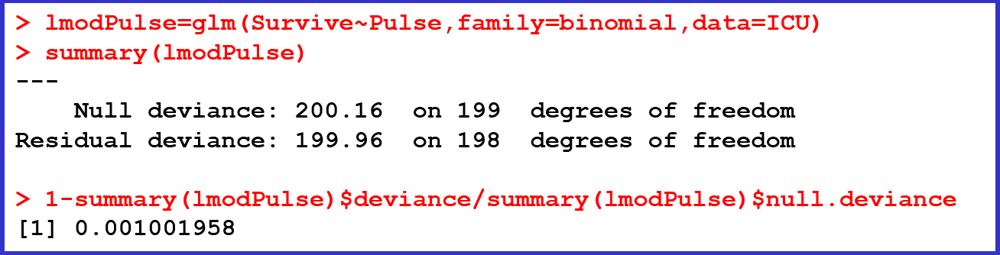 > lmodPulse=glm(Survive~Pulse,family=binomial,data=ICU)
> summary(lmodPulse)
---
    Null deviance: 200.16  on 199  degrees of freedom
Residual deviance: 199.96  on 198  degrees of freedom
> 1-summary(lmodPulse)$deviance/summary(lmodPulse)$null.deviance
[1] 0.001001958